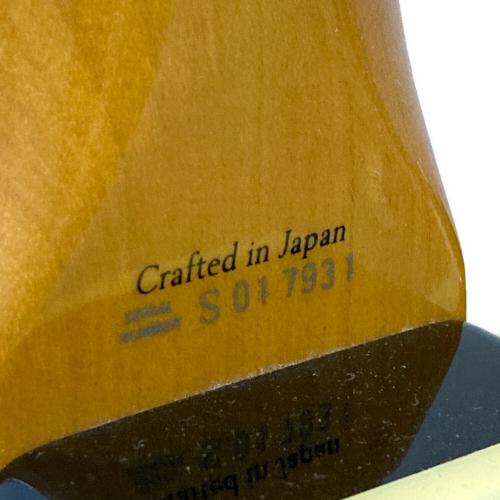 Crafted in Japan
SERIAL
NUMBER S 017931